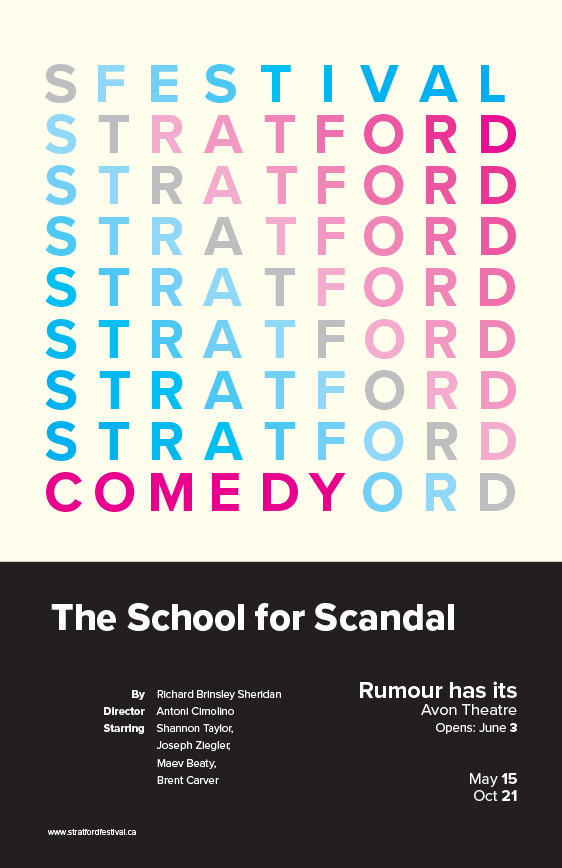 SFESTIVAL
STRATFORD
STRATFORD
STRATFORD
STRATFORD
STRATFORD
STRATFORD
STRATFORD
COMEDYORD
The School for Scandal
By Richard Brinsley Sheridan
Director Antoni Cimolino
Starring Shannon Taylor,
Joseph Ziegler,
Maev Beaty,
Brent Carver
Rumour has its
Avon Theatre
Opens: June 3
May 15
Oct 21
www.stratfordfestival.ca